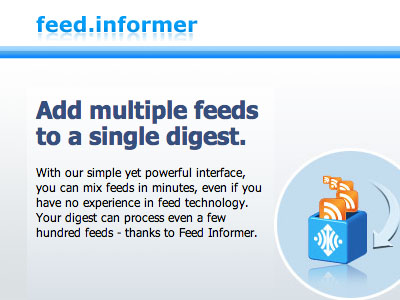 feed.informer
Add multiple feeds
to a single digest.
With our simple yet powerful interface,
you can mix feeds in minutes, even if you
have no experience in feed technology.
Your digest can process even a few
hundred feeds - thanks to Feed Informer.